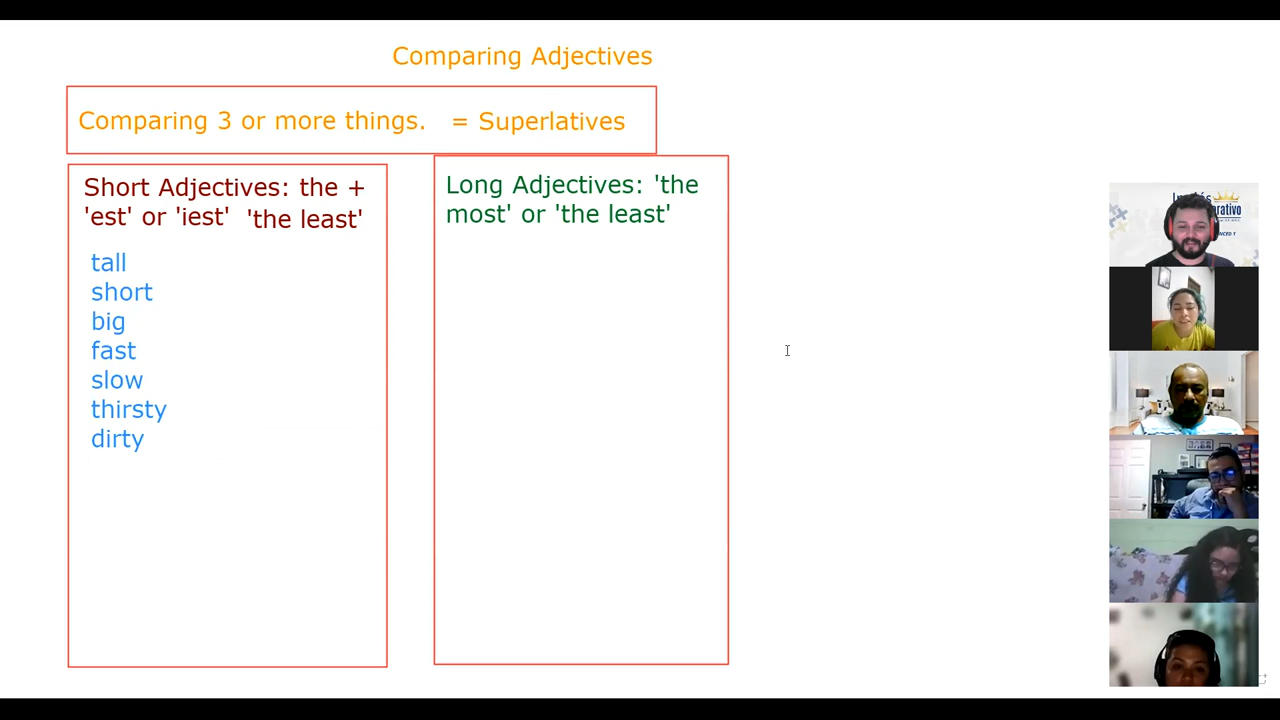 Comparing Adjectives
Comparing 3 or more things. = Superlatives
Short Adjectives: the +
'est' or 'iest' 'the least'
tall
short
big
fast
slow
thirsty
dirty
Long Adjectives: 'the
most' or 'the least'